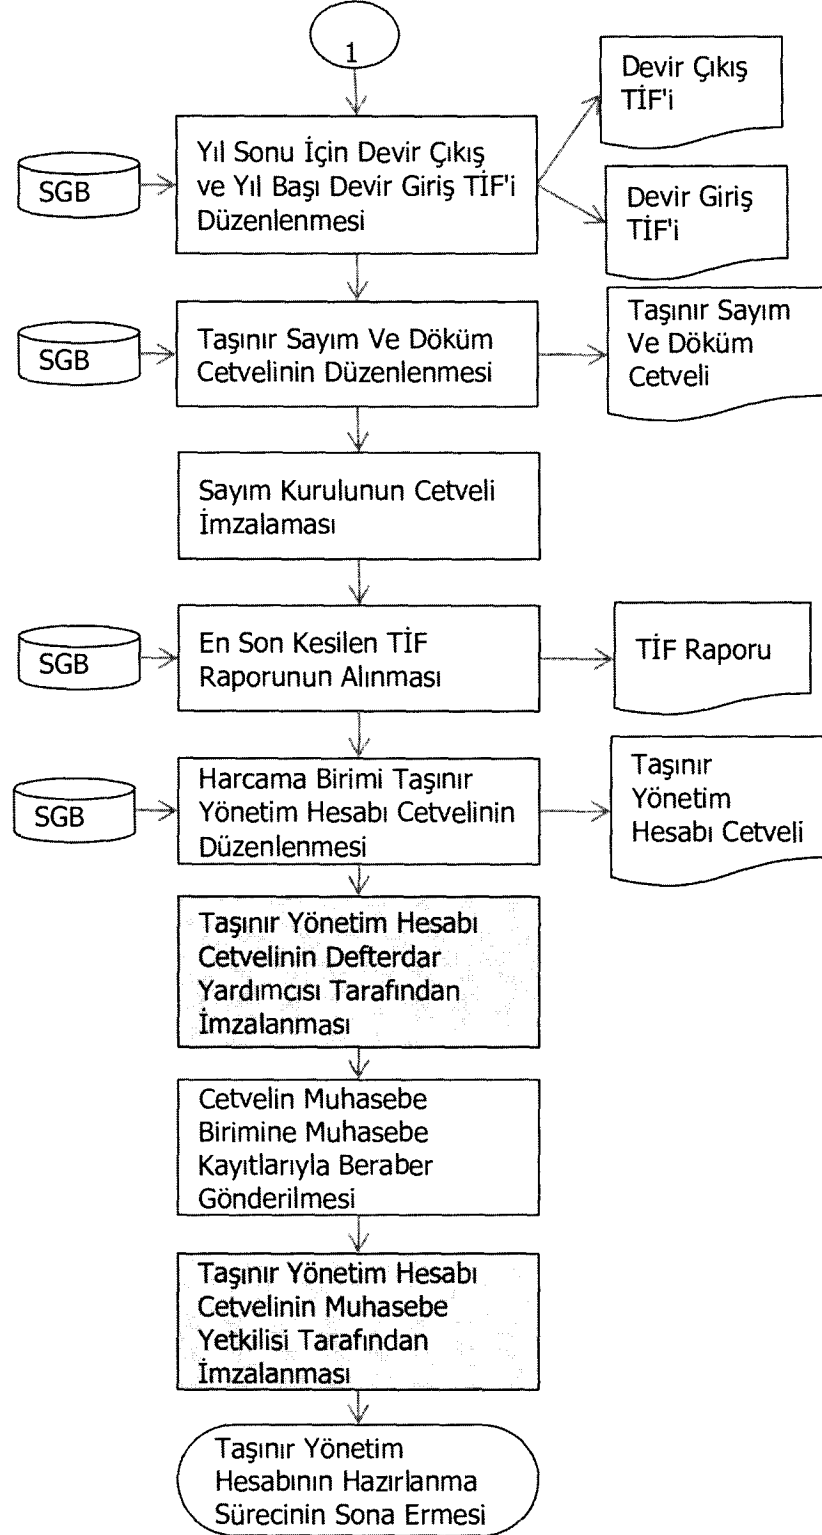 1
Devir Çıkış
TİF'i
SGB
Yıl Sonu İçin Devir Çıkış
ve Yıl Başı Devir Giriş TİF'i
Düzenlenmesi
Devir Giriş
TİF'i
SGB
Taşınır Sayım Ve Döküm
Cetvelinin Düzenlenmesi
Taşınır Sayım
Ve Döküm
Cetveli
Sayım Kurulunun Cetveli
İmzalaması
SGB
En Son Kesilen TİF
Raporunun Alınması
TİF Raporu
SGB
Harcama Birimi Taşınır
Yönetim Hesabı Cetvelinin
Düzenlenmesi
Taşınır
Yönetim
Hesabı Cetveli
Taşınır Yönetim Hesabı
Cetvelinin Defterdar
Yardımcısı Tarafından
İmzalanması
Cetvelin Muhasebe
Birimine Muhasebe
Kayıtlarıyla Beraber
Gönderilmesi
Taşınır Yönetim Hesabı
Cetvelinin Muhasebe
Yetkilisi Tarafından
İmzalanması
Taşınır Yönetim
Hesabının Hazırlanma
Sürecinin Sona Ermesi